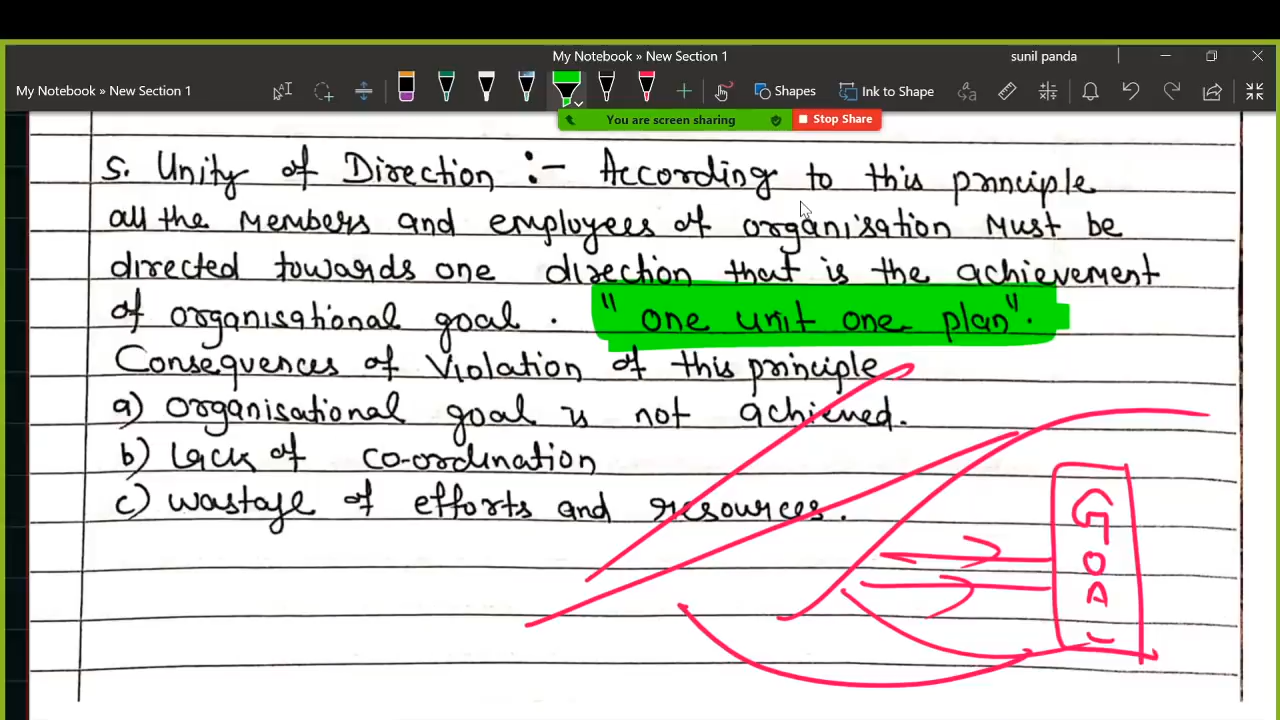 My Notebook » New Section 1
sunil panda
My Notebook » New Section 1
Shapes
Ink to Shape
You are screen sharing
Stop Share
5. Unity of Direction :- According to this principle
all the Members and employees of organisation Must be
directed towards one direction that is the achievement
of organisational goal. "one unit one plan".
Consequences of Violation of this principle
a) organisational goal is not achieved.
b) Lack of co-ordination
c) wastage of efforts and resources.
GOAL